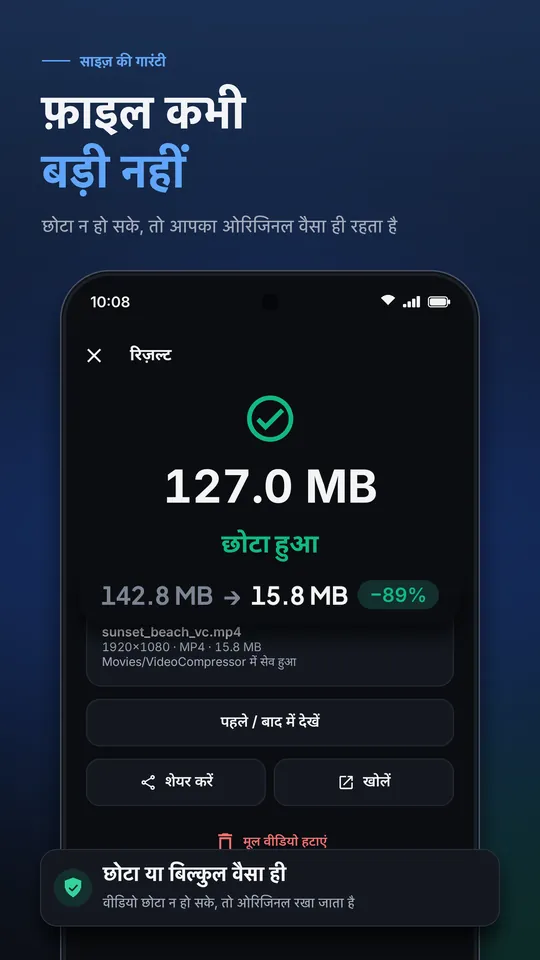 साइज़ की गारंटी
फ़ाइल कभी
बड़ी नहीं
छोटा न हो सके, तो आपका ओरिजिनल वैसा ही रहता है
10:08
रिज़ल्ट
127.0 MB
छोटा हुआ
142.8 MB → 15.8 MB −89%
sunset_beach_vc.mp4
1920×1080 · MP4 · 15.8 MB
Movies/VideoCompressor में सेव हुआ
पहले / बाद में देखें
शेयर करें
खोलें
मूल वीडियो हटाएं
छोटा या बिल्कुल वैसा ही
वीडियो छोटा न हो सके, तो ओरिजिनल रखा जाता है